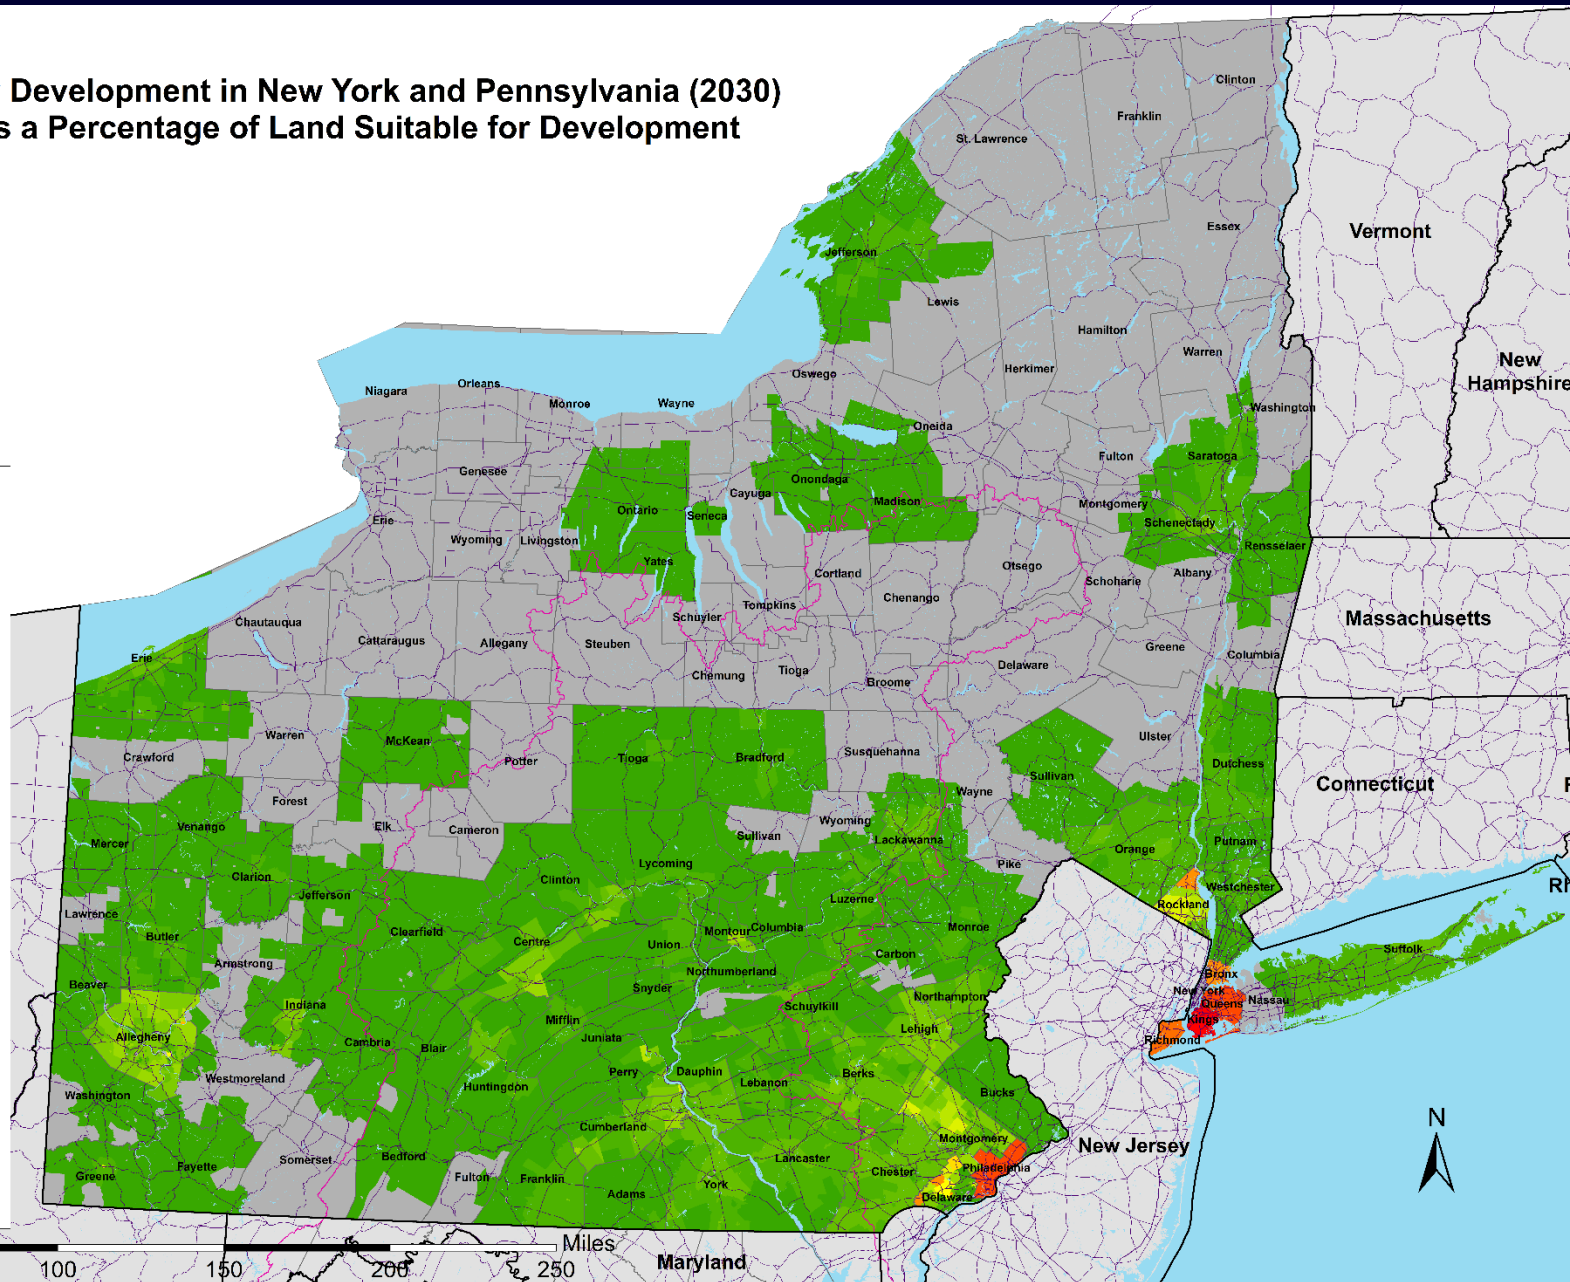 Development in New York and Pennsylvania (2030)
s a Percentage of Land Suitable for Development
Clinton
Franklin
St. Lawrence
Essex
Vermont
Jefferson
Lewis
Hamilton
Warren
New
Hampshire
Herkimer
Oswego
Niagara
Orleans
Monroe
Wayne
Washington
Oneida
Fulton
Saratoga
Genesee
Onondaga
Cayuga
Madison
Montgomery
Ontario
Seneca
Schenectady
Erie
Wyoming
Livingston
Rensselaer
Yates
Cortland
Otsego
Albany
Schoharie
Chenango
Tompkins
Schuyler
Massachusetts
Chautauqua
Cattaraugus
Allegany
Steuben
Greene
Columbia
Erie
Delaware
Chemung
Tioga
Broome
Warren
McKean
Ulster
Crawford
Potter
Tioga
Bradford
Susquehanna
Dutchess
Sullivan
Connecticut
Forest
Wayne
Venango
Elk
Cameron
Sullivan
Wyoming
Mercer
Lackawanna
Orange
Putnam
Lycoming
Pike
Clarion
Clinton
Jefferson
Westchester
Luzerne
Rockland
Lawrence
Clearfield
Montour
Columbia
Monroe
Butler
Centre
Union
Suffolk
Armstrong
Carbon
Northumberland
Bronx
Beaver
Snyder
New York
Northampton
Nassau
Queens
Indiana
Schuylkill
Kings
Mifflin
Lehigh
Allegheny
Juniata
Richmond
Cambria
Blair
Perry
Dauphin
Berks
Westmoreland
Huntingdon
Lebanon
Bucks
Washington
Cumberland
Montgomery
New Jersey
N
Somerset
Bedford
Lancaster
Philadelphia
Fayette
Chester
Greene
Fulton
Franklin
York
Adams
Delaware
Miles
Maryland
100
150
200
250